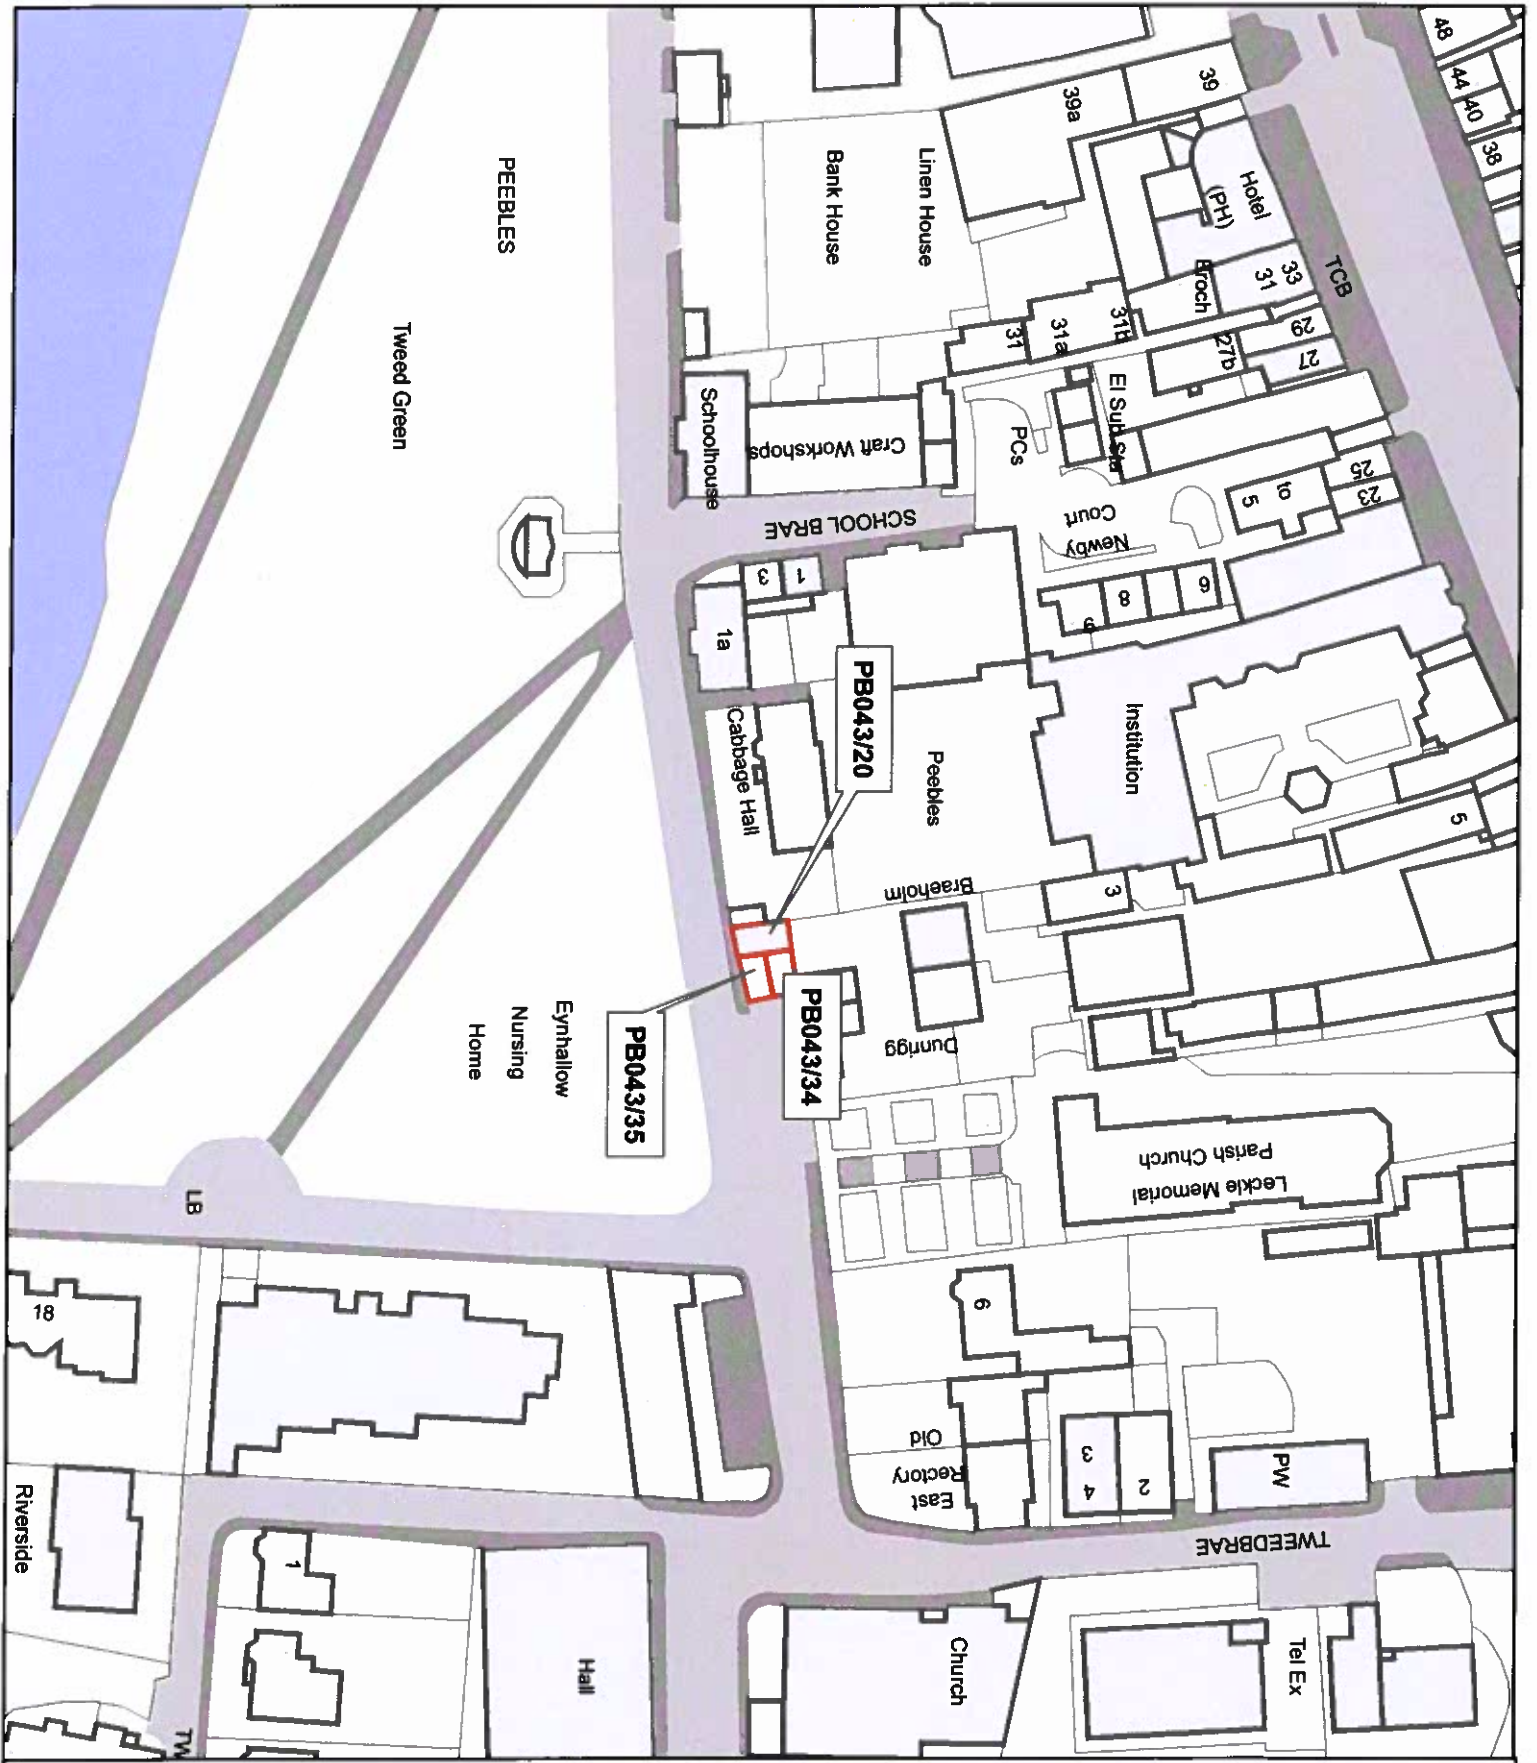 48
44
40
38
39
39a
Hotel
(PH)
TCB
Linen House
Bank House
PEEBLES
Tweed Green
33
31
Broch
29
27
27b
31b
31a
31
El Sub Sta
PCs
Schoolhouse
Craft Workshops
SCHOOL BRAE
25
23
5
to
Newby
Court
6
8
9
1
3
1a
PB043/20
Cabbage Hall
Peebles
Institution
5
3
Braeholm
Dunrigg
PB043/34
PB043/35
Eynhallow
Nursing
Home
Leckie Memorial
Parish Church
LB
18
6
Old
Rectory
East
3
4
2
PW
TWEEDBRAE
Riverside
1
Hall
Church
Tel Ex
TW